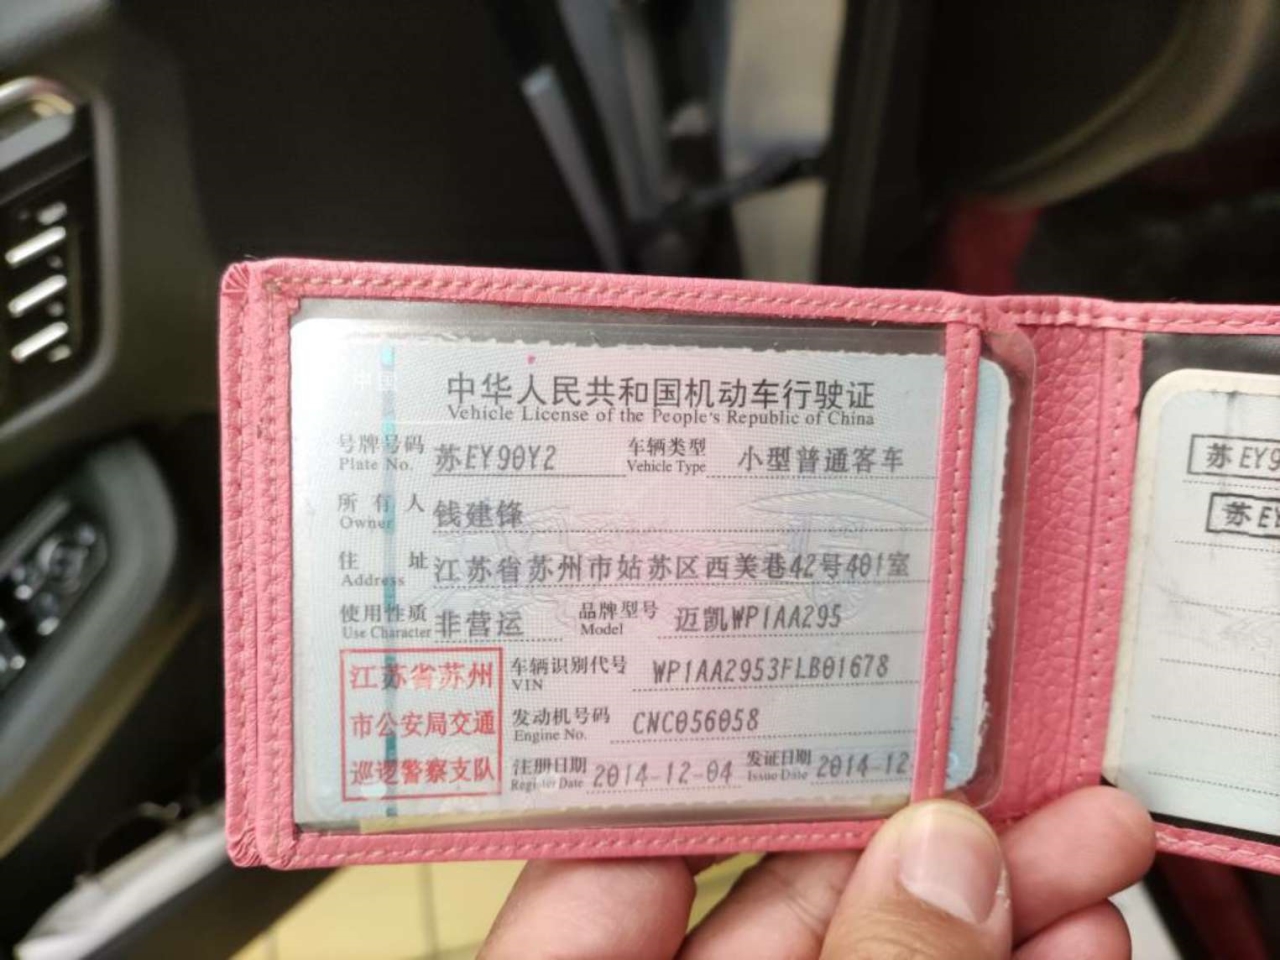 中华人民共和国机动车行驶证
Vehicle License of the People's Republic of China
号牌号码 苏EY90Y2 车辆类型 小型普通客车
Plate No. Vehicle Type
所有人 钱建锋
Owner
住址 江苏省苏州市姑苏区西美巷42号401室
Address
使用性质 非营运 品牌型号 迈凯WP1AA295
Use Character Model
车辆识别代号 WP1AA2953FLB01678
VIN
发动机号码 CNC056058
Engine No.
注册日期 2014-12-04 发证日期 2014-12
Register Date Issue Date
江苏省苏州
市公安局交通
巡逻警察支队
苏EY9
苏EY